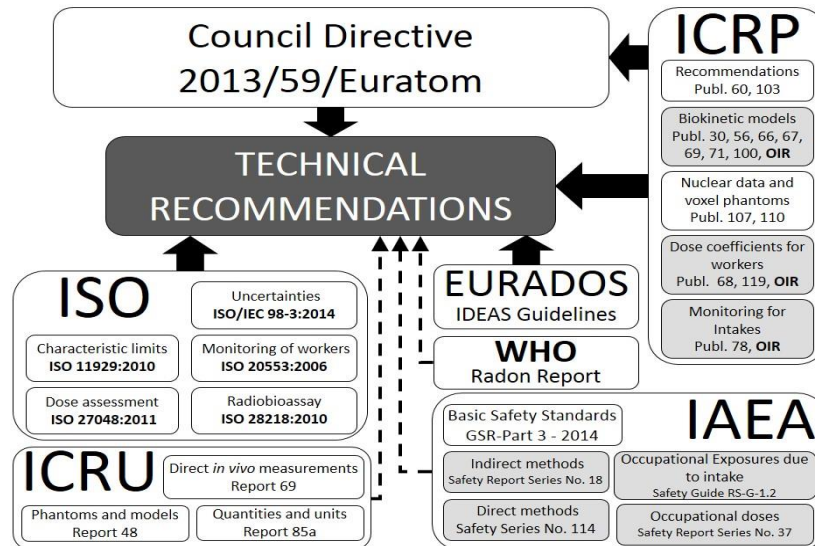 Council Directive
2013/59/Euratom
TECHNICAL
RECOMMENDATIONS
ICRP
Recommendations
Publ. 60, 103
Biokinetic models
Publ. 30, 56, 66, 67,
69, 71, 100, OIR
Nuclear data and
voxel phantoms
Publ. 107, 110
Dose coefficients for
workers
Publ. 68, 119, OIR
Monitoring for
Intakes
Publ. 78, OIR
ISO
Uncertainties
ISO/IEC 98-3:2014
Characteristic limits
ISO 11929:2010
Monitoring of workers
ISO 20553:2006
Dose assessment
ISO 27048:2011
Radiobioassay
ISO 28218:2010
EURADOS
IDEAS Guidelines
WHO
Radon Report
ICRU
Direct in vivo measurements
Report 69
Phantoms and models
Report 48
Quantities and units
Report 85a
IAEA
Basic Safety Standards
GSR-Part 3 - 2014
Indirect methods
Safety Report Series No. 18
Occupational Exposures due
to intake
Safety Guide RS-G-1.2
Direct methods
Safety Series No. 114
Occupational doses
Safety Report Series No. 37